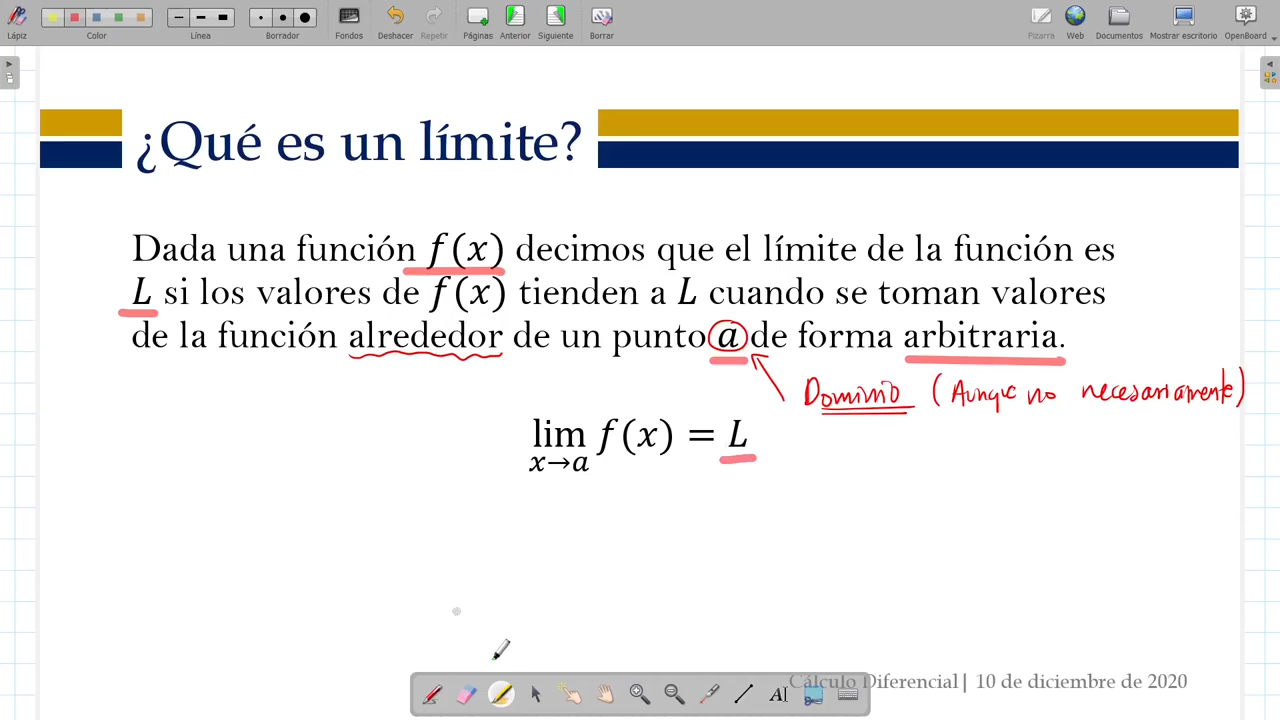 Lápiz Color Línea Borrador Fondos Deshacer Repetir Páginas Anterior Siguiente Borrar Pizarra Web Documentos Mostrar escritorio OpenBoard
¿Qué es un límite?
Dada una función f(x) decimos que el límite de la función es
L si los valores de f(x) tienden a L cuando se toman valores
de la función alrededor de un punto a de forma arbitraria.
Dominio (Aunque no necesariamente)
lim f(x) = L
x→a
Cálculo Diferencial| 10 de diciembre de 2020